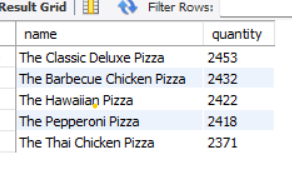 Result Grid Filter Rows:
name quantity
The Classic Deluxe Pizza 2453
The Barbecue Chicken Pizza 2432
The Hawaiian Pizza 2422
The Pepperoni Pizza 2418
The Thai Chicken Pizza 2371